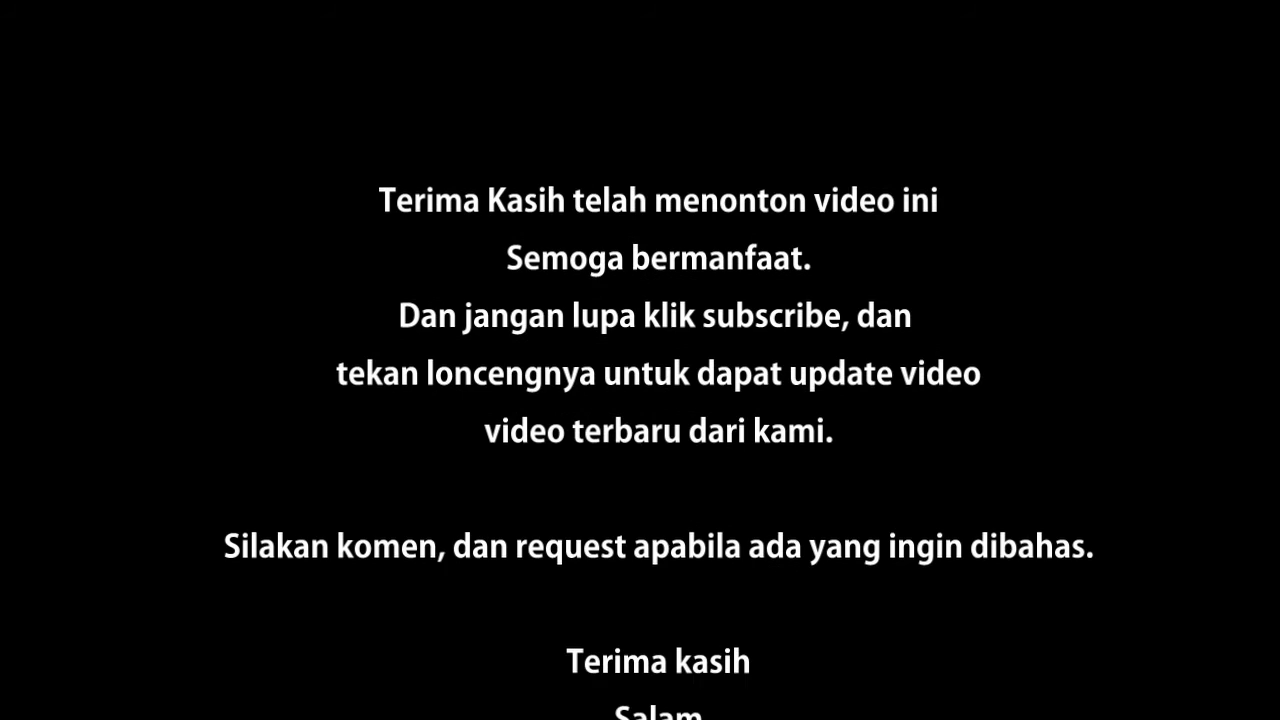 Terima Kasih telah menonton video ini
Semoga bermanfaat.
Dan jangan lupa klik subscribe, dan
tekan loncengnya untuk dapat update video
video terbaru dari kami.
Silakan komen, dan request apabila ada yang ingin dibahas.
Terima kasih
Salam